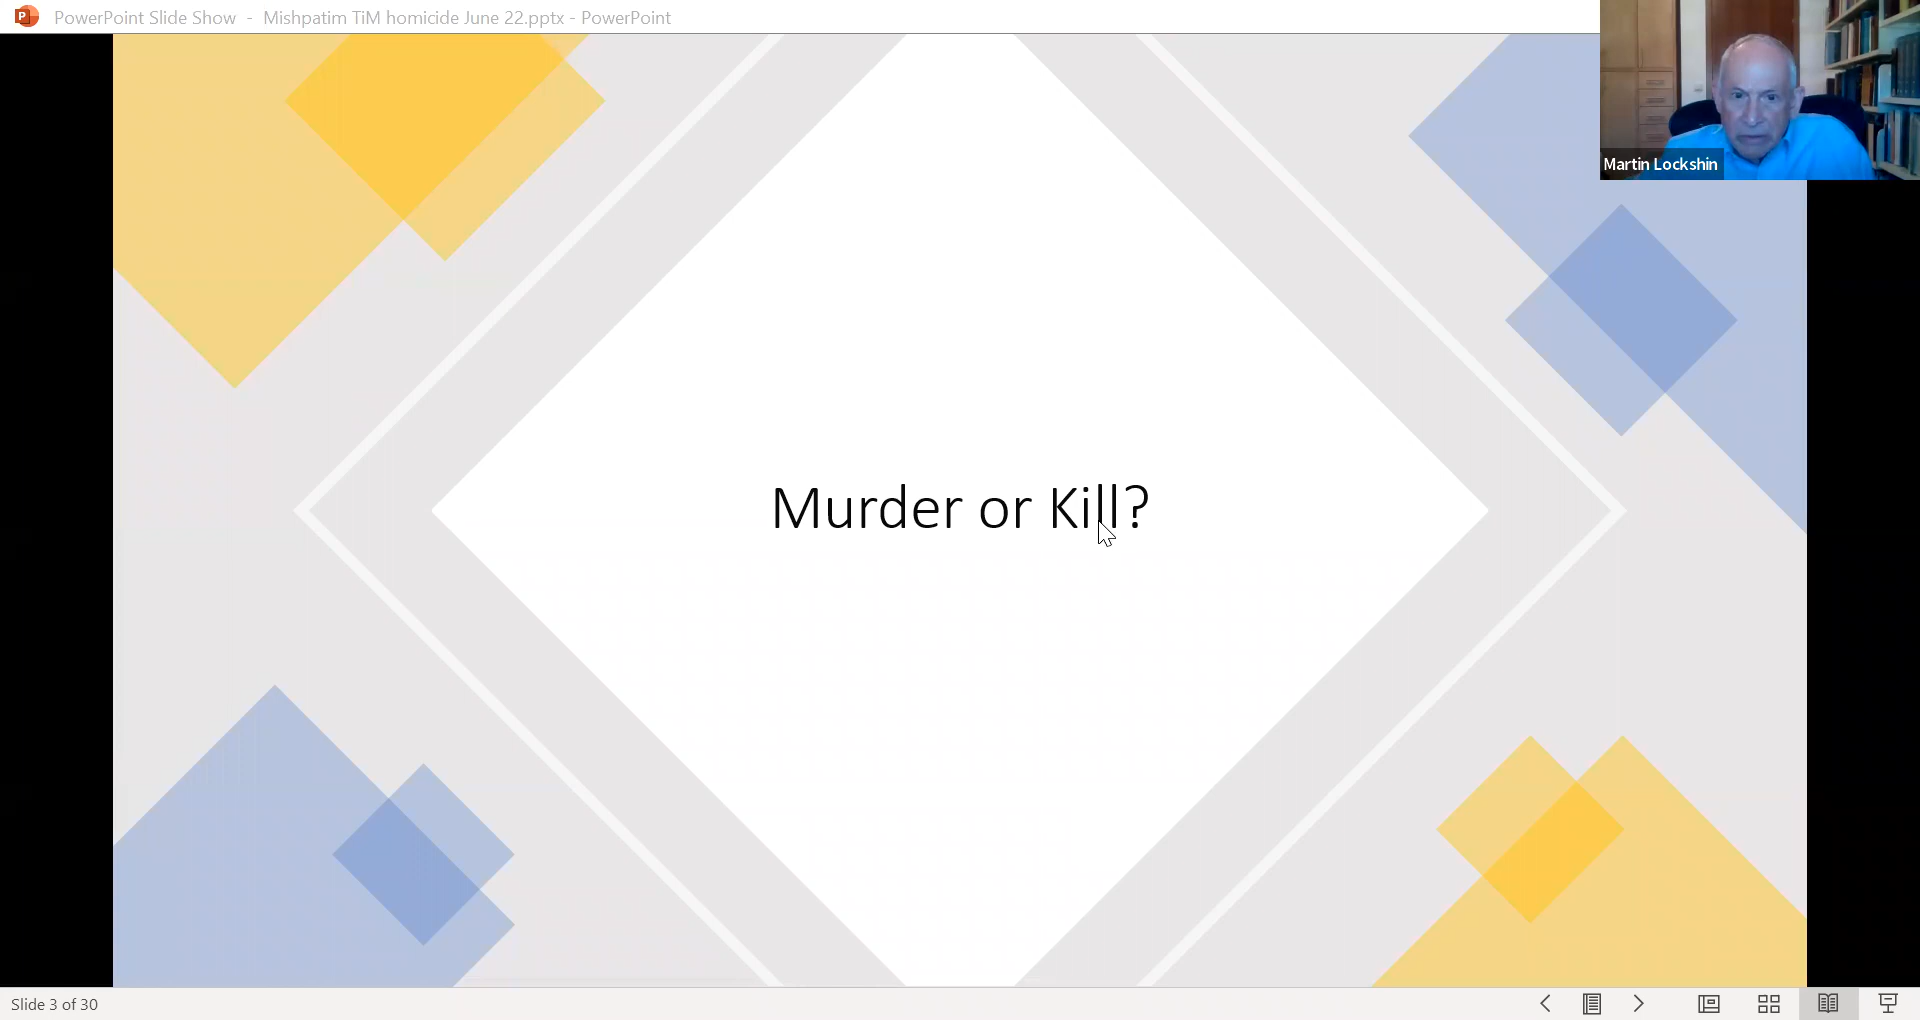 PowerPoint Slide Show - Mishpatim TiM homicide June 22.pptx - PowerPoint
Martin Lockshin
Murder or Kill?
Slide 3 of 30